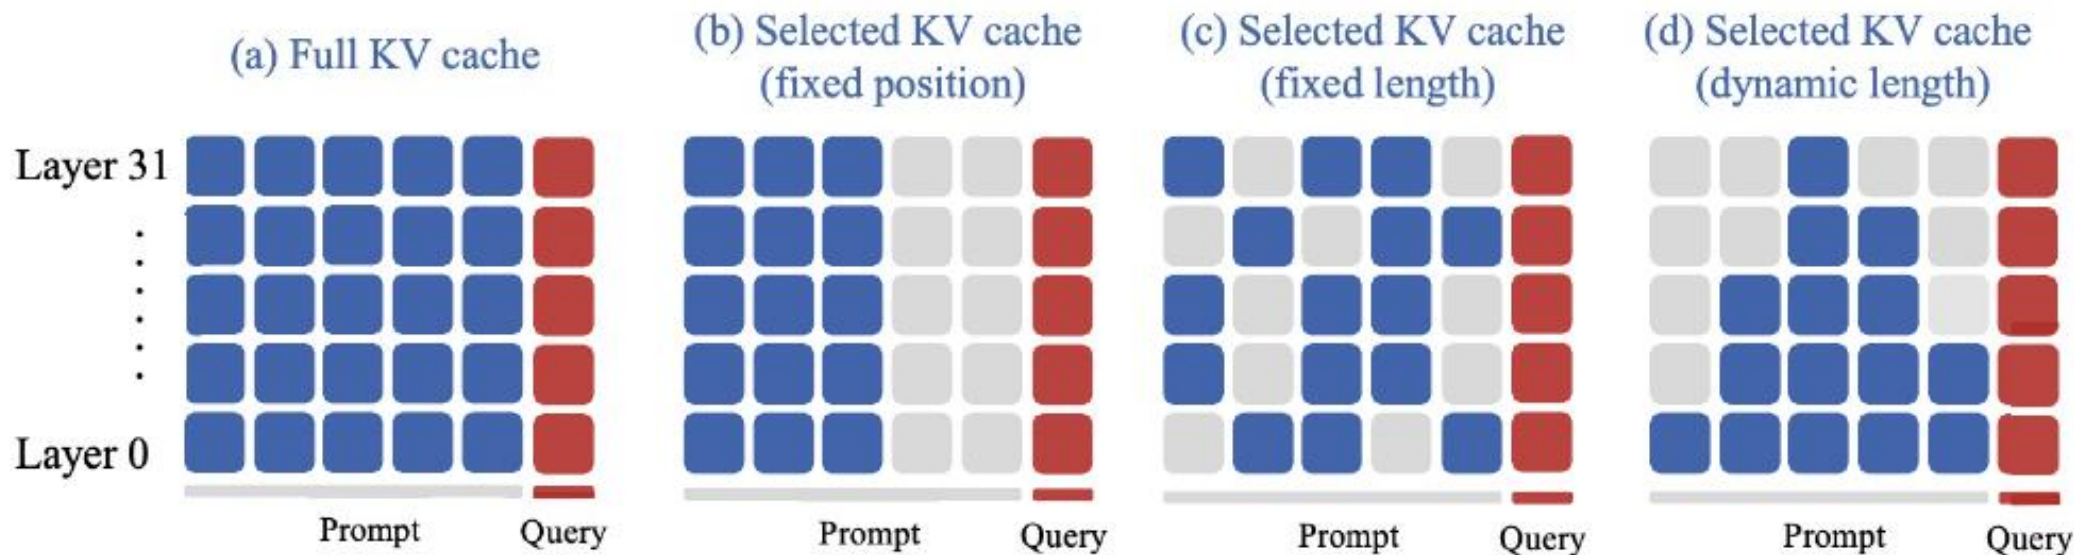 (a) Full KV cache
(b) Selected KV cache
(fixed position)
(c) Selected KV cache
(fixed length)
(d) Selected KV cache
(dynamic length)
Layer 31
Layer 0
Prompt
Query
Prompt
Query
Prompt
Query
Prompt
Query